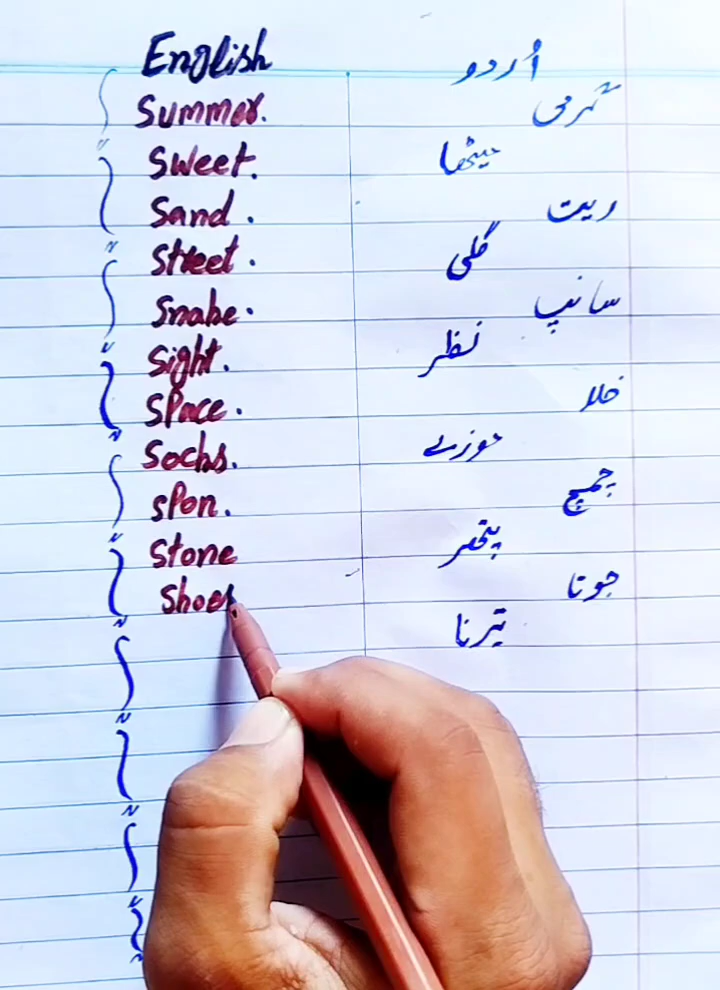 English اُردو
Summer. گرمی
Sweet. میٹھا
Sand. ریت
Street. گلی
Snake. سانپ
Sight. نظر
Space. خلا
Socks. موزے
spon. چمچ
Stone پتھر
Shoes جوتا
تیرنا